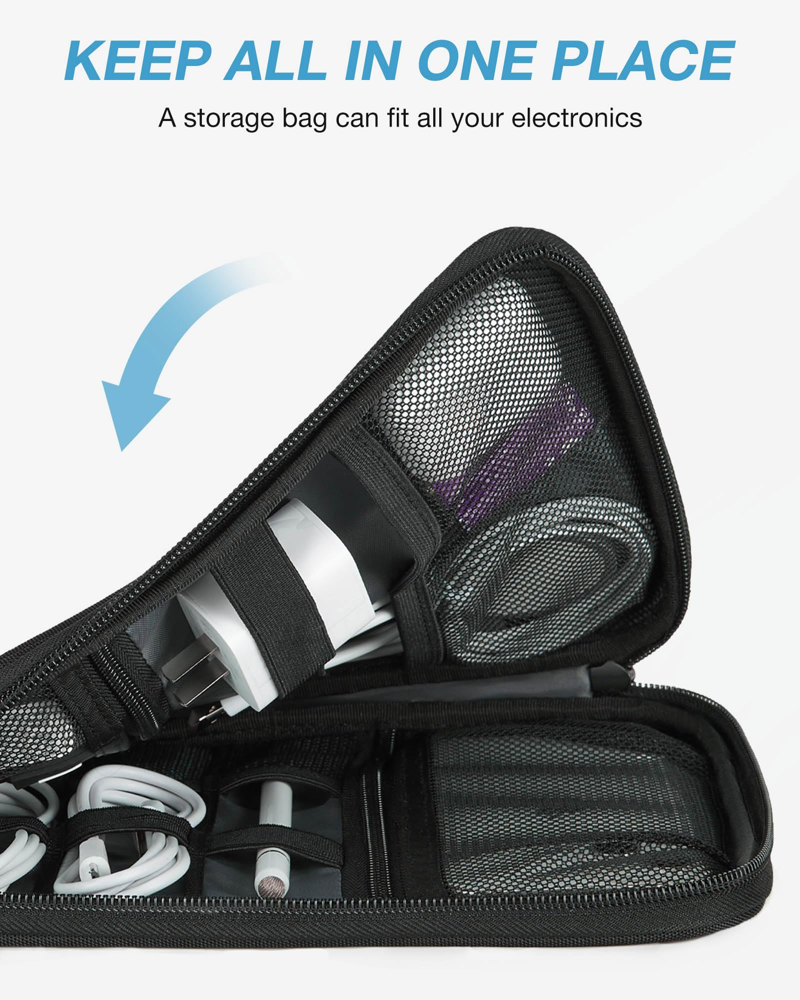 KEEP ALL IN ONE PLACE
A storage bag can fit all your electronics